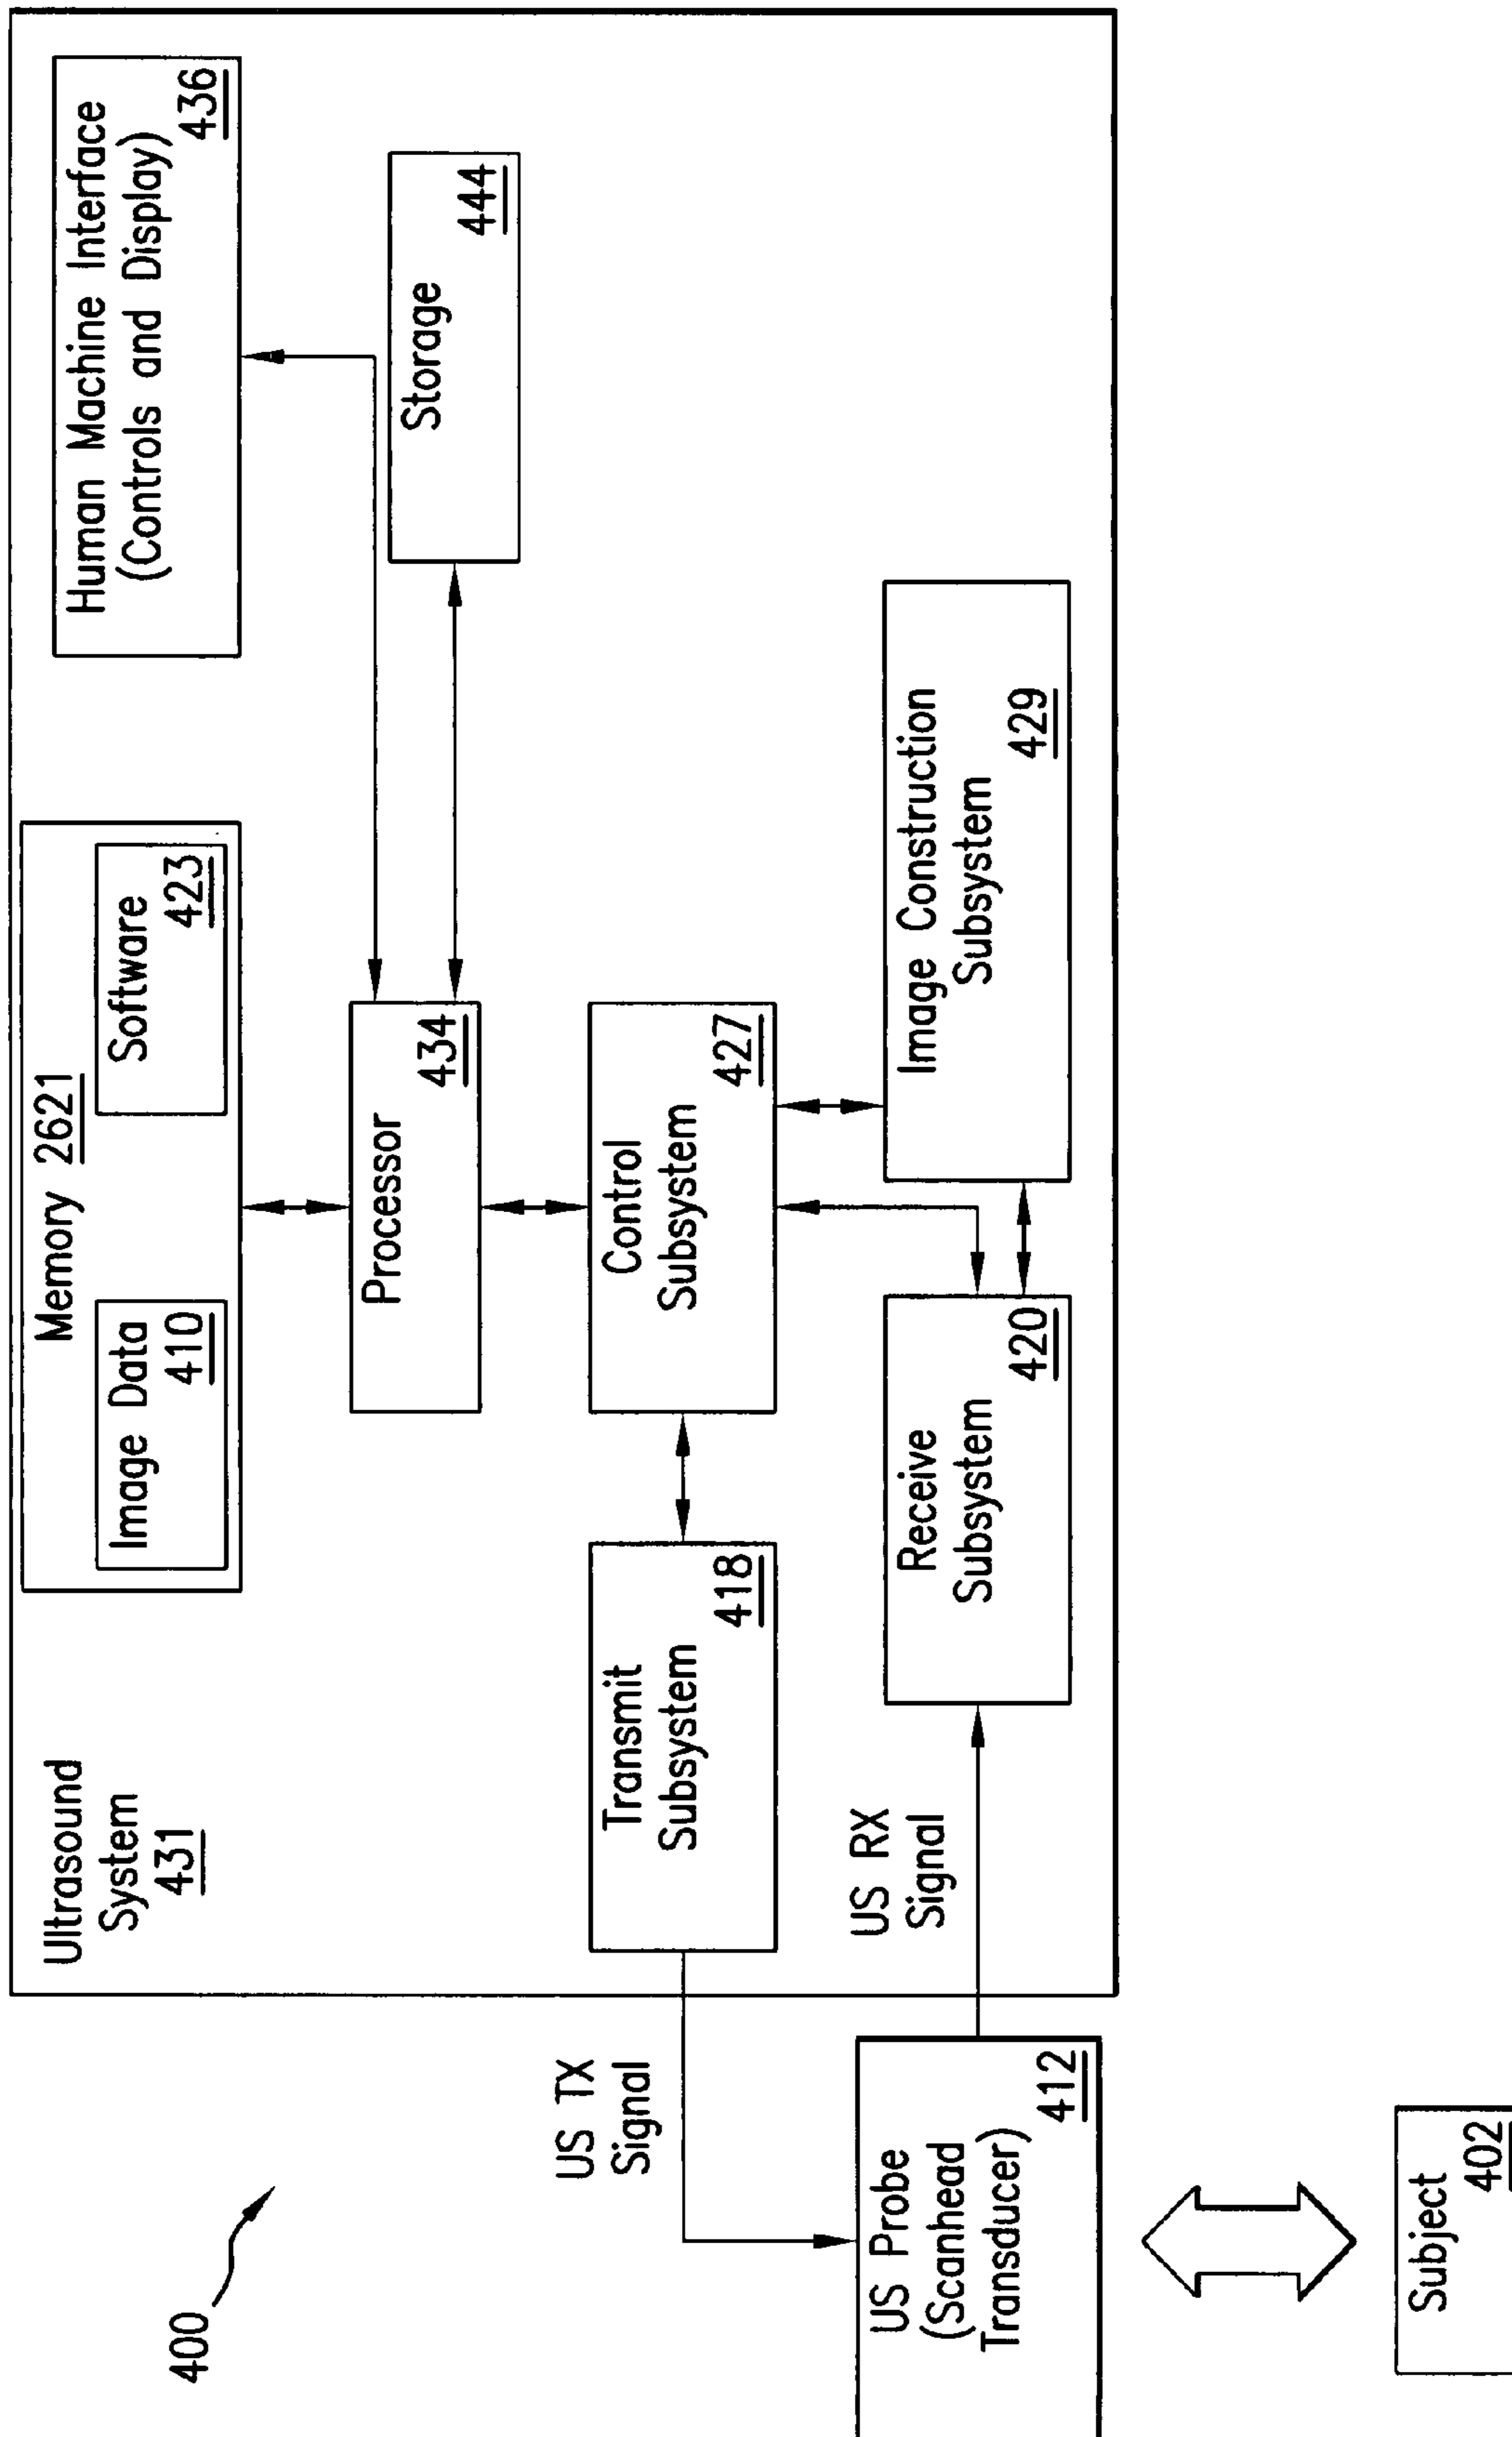 400
Ultrasound
System
431
Memory 2621
Image Data
410
Software
423
Human Machine Interface
(Controls and Display)
436
Processor
434
Storage
444
US TX
Signal
Transmit
Subsystem
418
Control
Subsystem
427
US Probe
(Scanhead
Transducer)
412
US RX
Signal
Receive
Subsystem
420
Image Construction
Subsystem
429
Subject
402